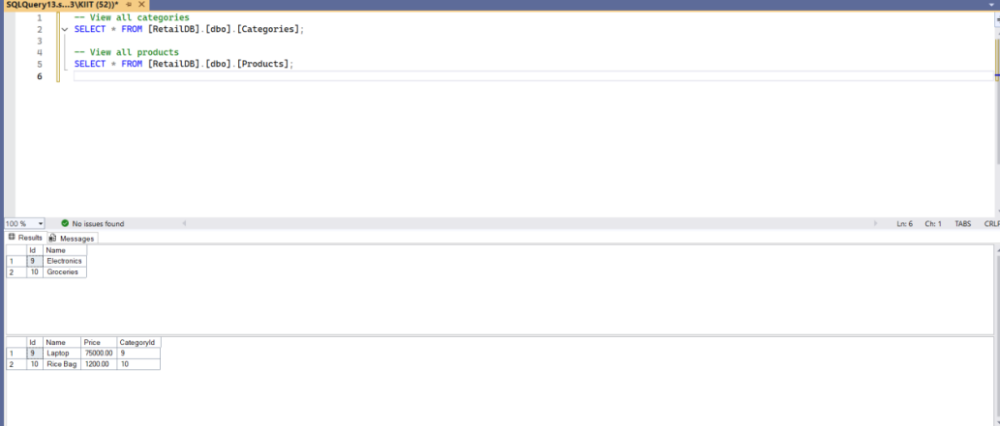 SQLQuery13.s...3\KIIT (52))*
1 -- View all categories
2 SELECT * FROM [RetailDB].[dbo].[Categories];
3
4 -- View all products
5 SELECT * FROM [RetailDB].[dbo].[Products];
6
100 % No issues found Ln: 6 Ch: 1 TABS CRLF
Results Messages
Id Name
1 9 Electronics
2 10 Groceries
Id Name Price CategoryId
1 9 Laptop 75000.00 9
2 10 Rice Bag 1200.00 10